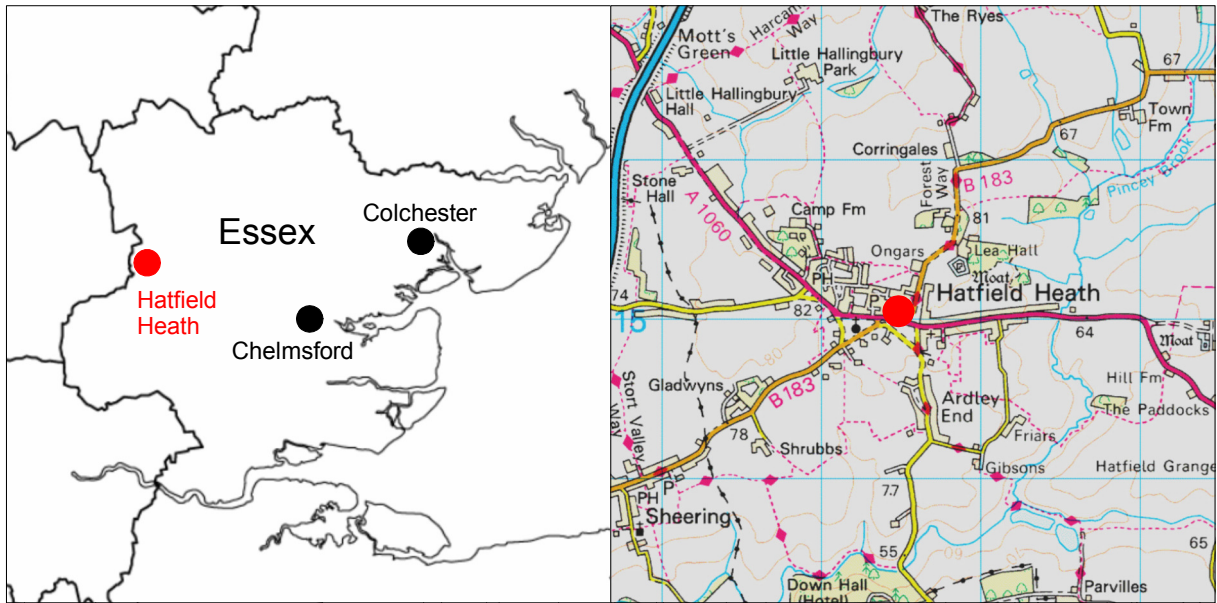 Essex
Colchester
Hatfield
Heath
Chelmsford
Mott's
Green
Harcam
Way
The Ryes
Little Hallingbury
Park
67
Little Hallingbury
Hall
Town
Fm
67
Corringales
Stone
Hall
A 1060
Forest
Way
B 183
Pincey Brook
Camp Fm
81
Ongars
Lea Hall
Moat
PH
P
Hatfield Heath
74
82
15
64
Moat
80
Hill Fm
Gladwyns
B183
Ardley
End
The Paddocks
Stort Valley
Way
78
Shrubbs
Friars
Gibsons
Hatfield Grange
P
77
PH
Sheering
55
60
65
Down Hall
(Hotel)
Parvilles